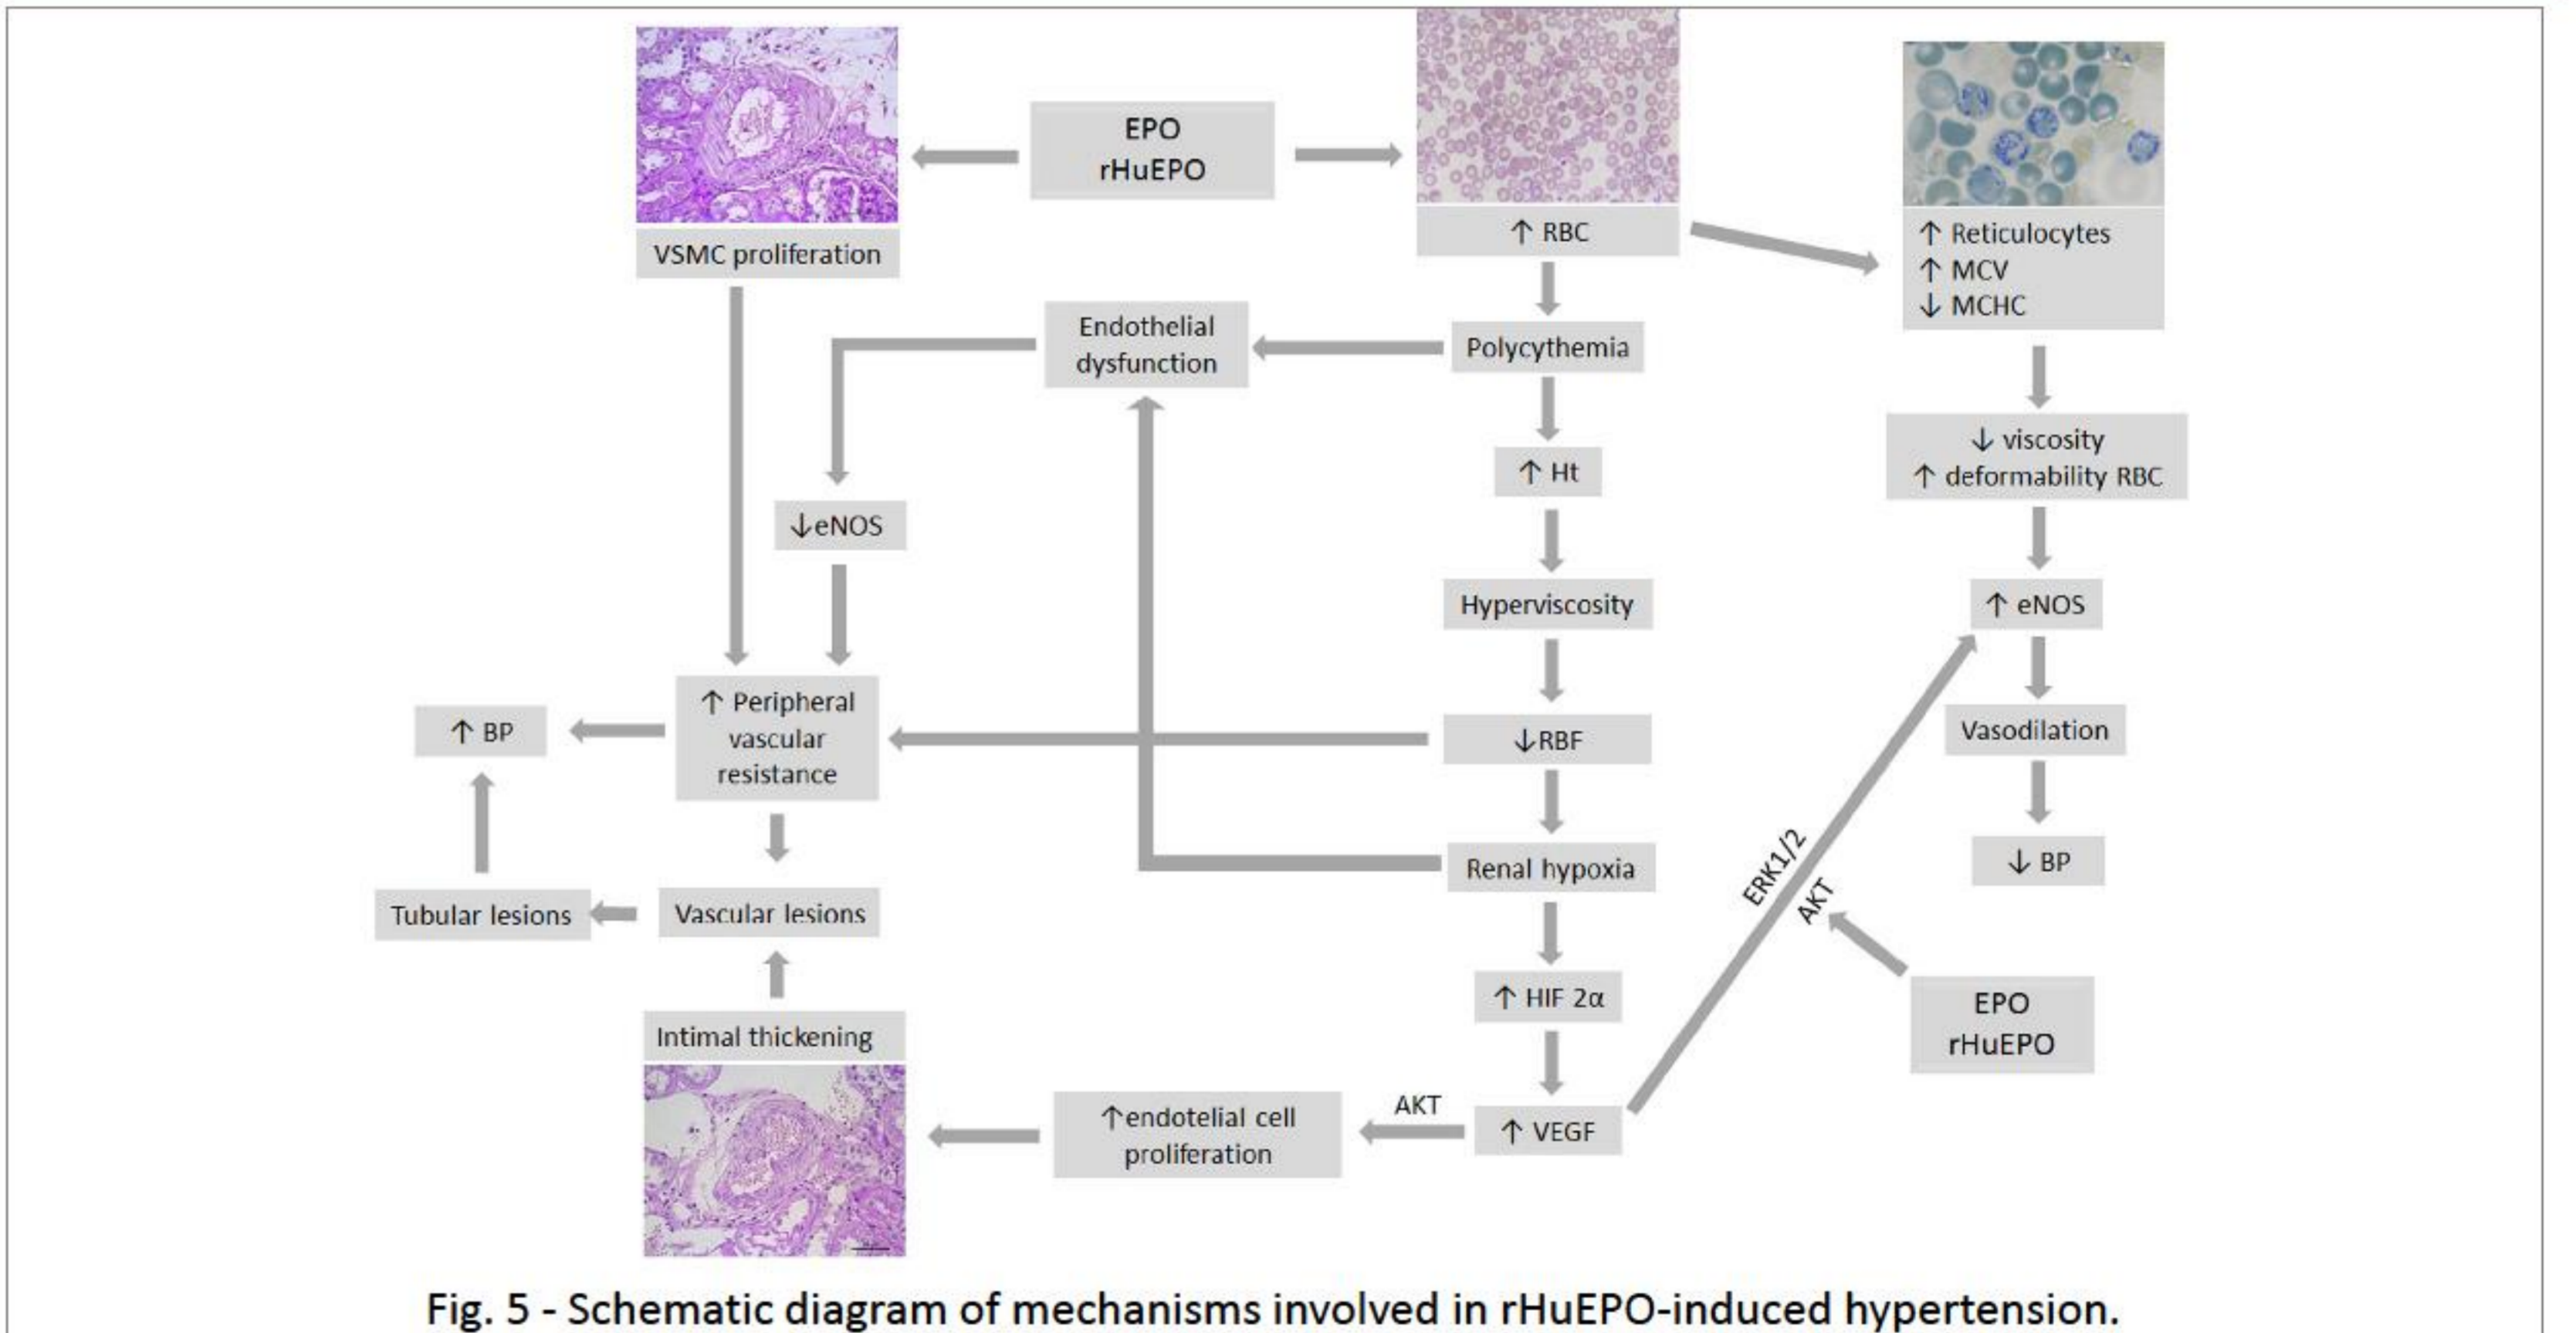 EPO
rHuEPO
VSMC proliferation
↑ RBC
↑ Reticulocytes
↑ MCV
↓ MCHC
Endothelial
dysfunction
Polycythemia
↓ viscosity
↑ deformability RBC
↑ Ht
↓eNOS
Hyperviscosity
↑ eNOS
↑ BP
↑ Peripheral
vascular
resistance
↓RBF
Vasodilation
Renal hypoxia
ERK1/2
AKT
↓ BP
Tubular lesions
Vascular lesions
↑ HIF 2α
EPO
rHuEPO
Intimal thickening
↑endotelial cell
proliferation
AKT
↑ VEGF
Fig. 5 - Schematic diagram of mechanisms involved in rHuEPO-induced hypertension.